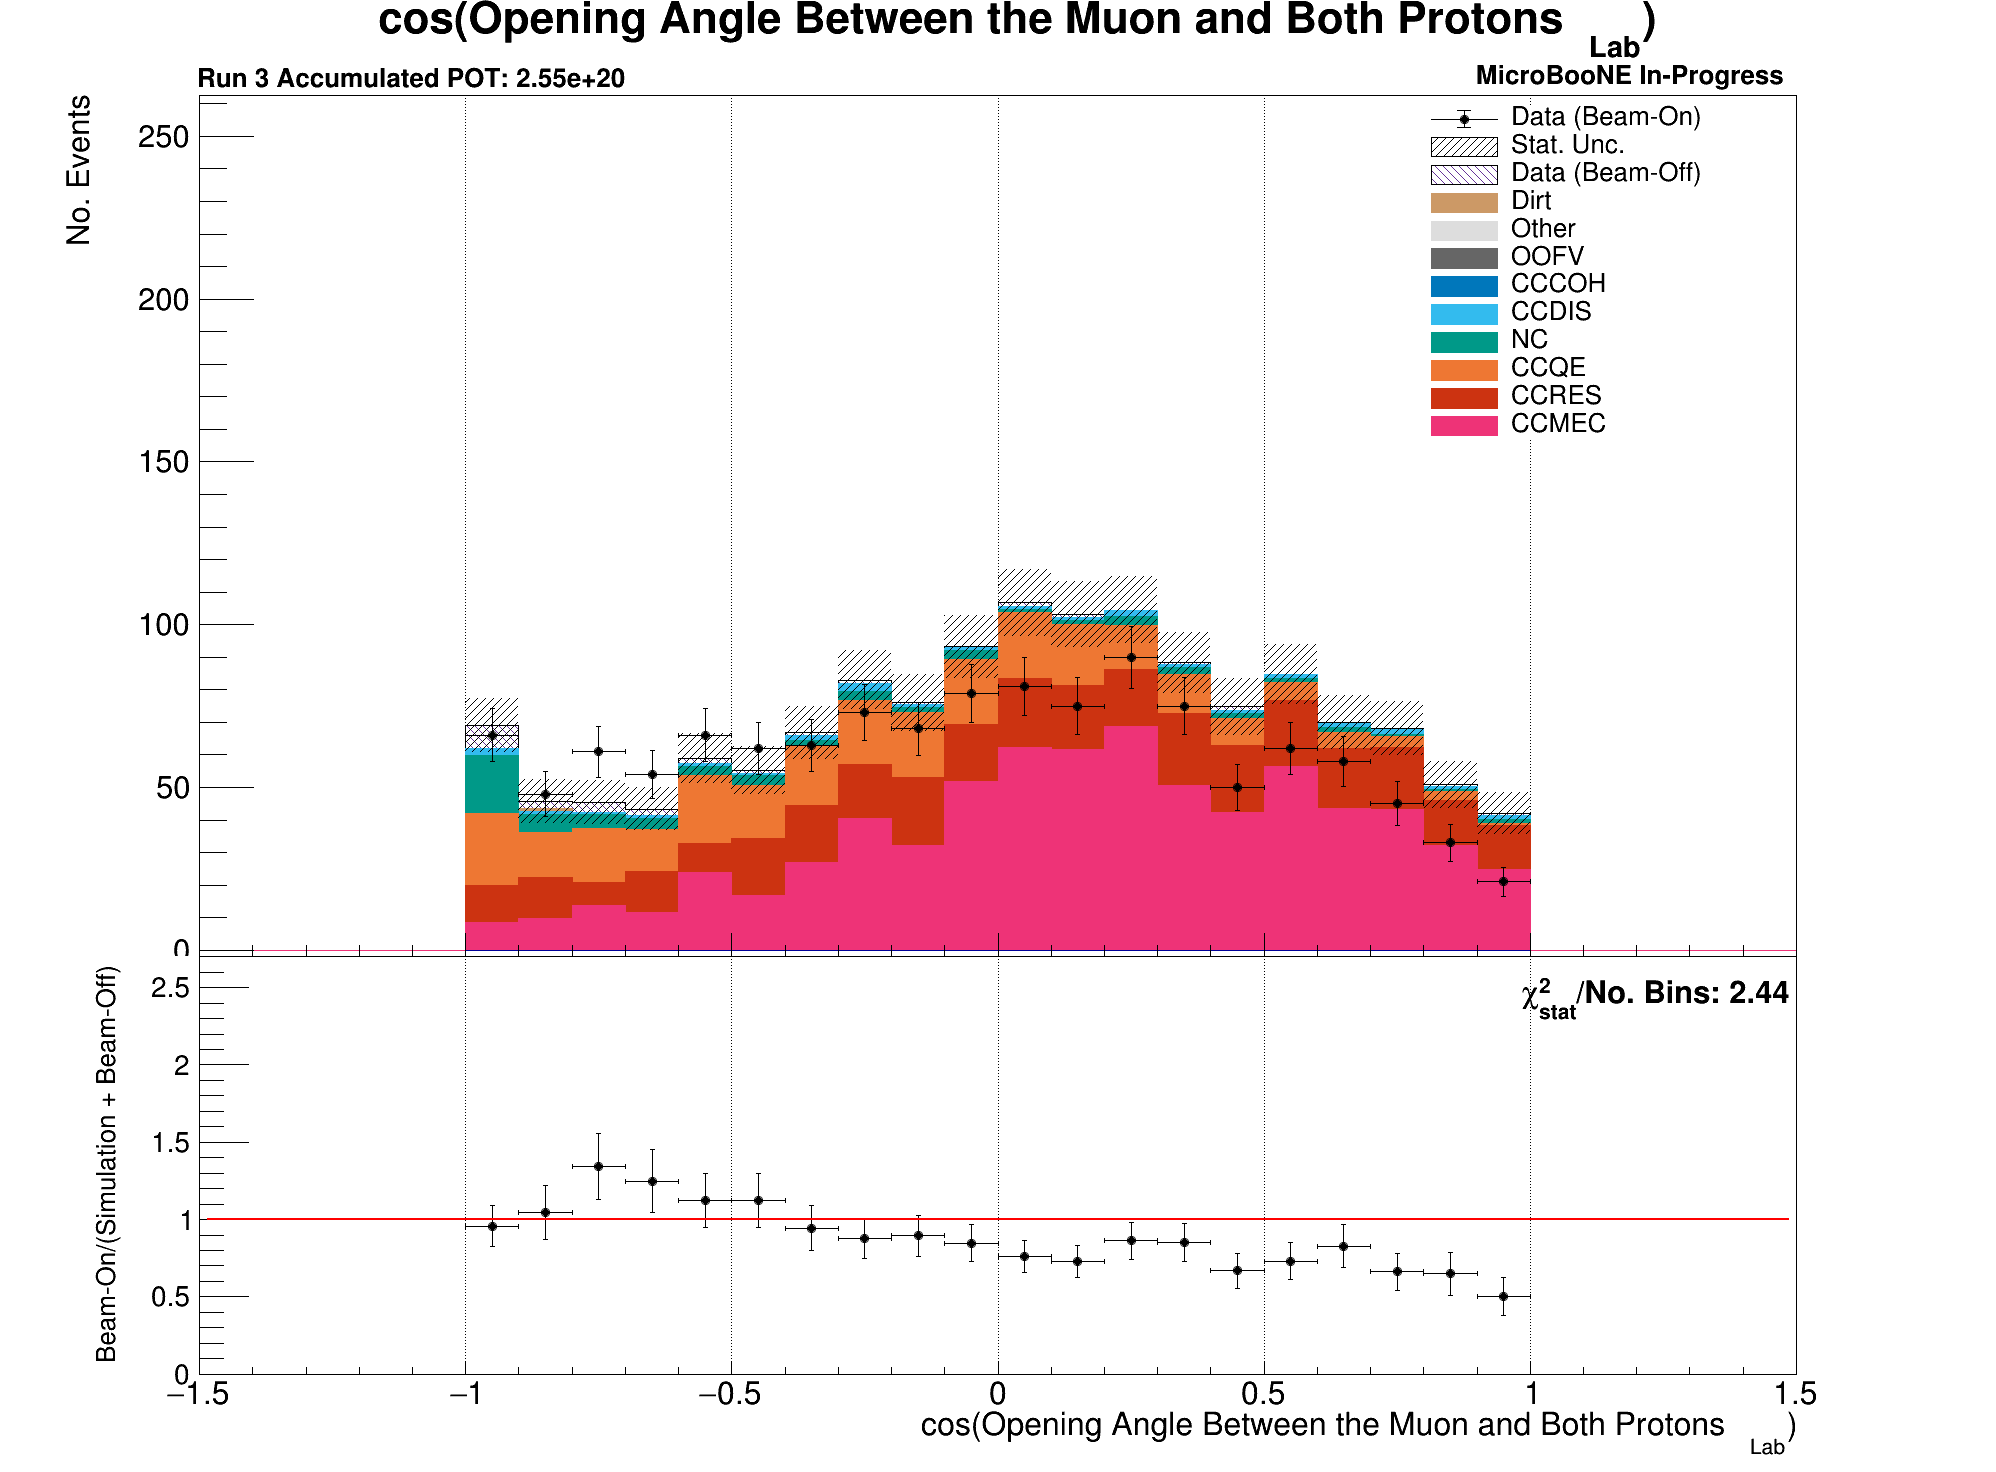 cos(Opening Angle Between the Muon and Both Protons Lab)
Run 3 Accumulated POT: 2.55e+20
MicroBooNE In-Progress
No. Events
250
200
150
100
50
0
Data (Beam-On)
Stat. Unc.
Data (Beam-Off)
Dirt
Other
OOFV
CCCOH
CCDIS
NC
CCQE
CCRES
CCMEC
Beam-On/(Simulation + Beam-Off)
2.5
2
1.5
1
0.5
0
χ²stat/No. Bins: 2.44
−1.5 −1 −0.5 0 0.5 1 1.5
cos(Opening Angle Between the Muon and Both Protons Lab)